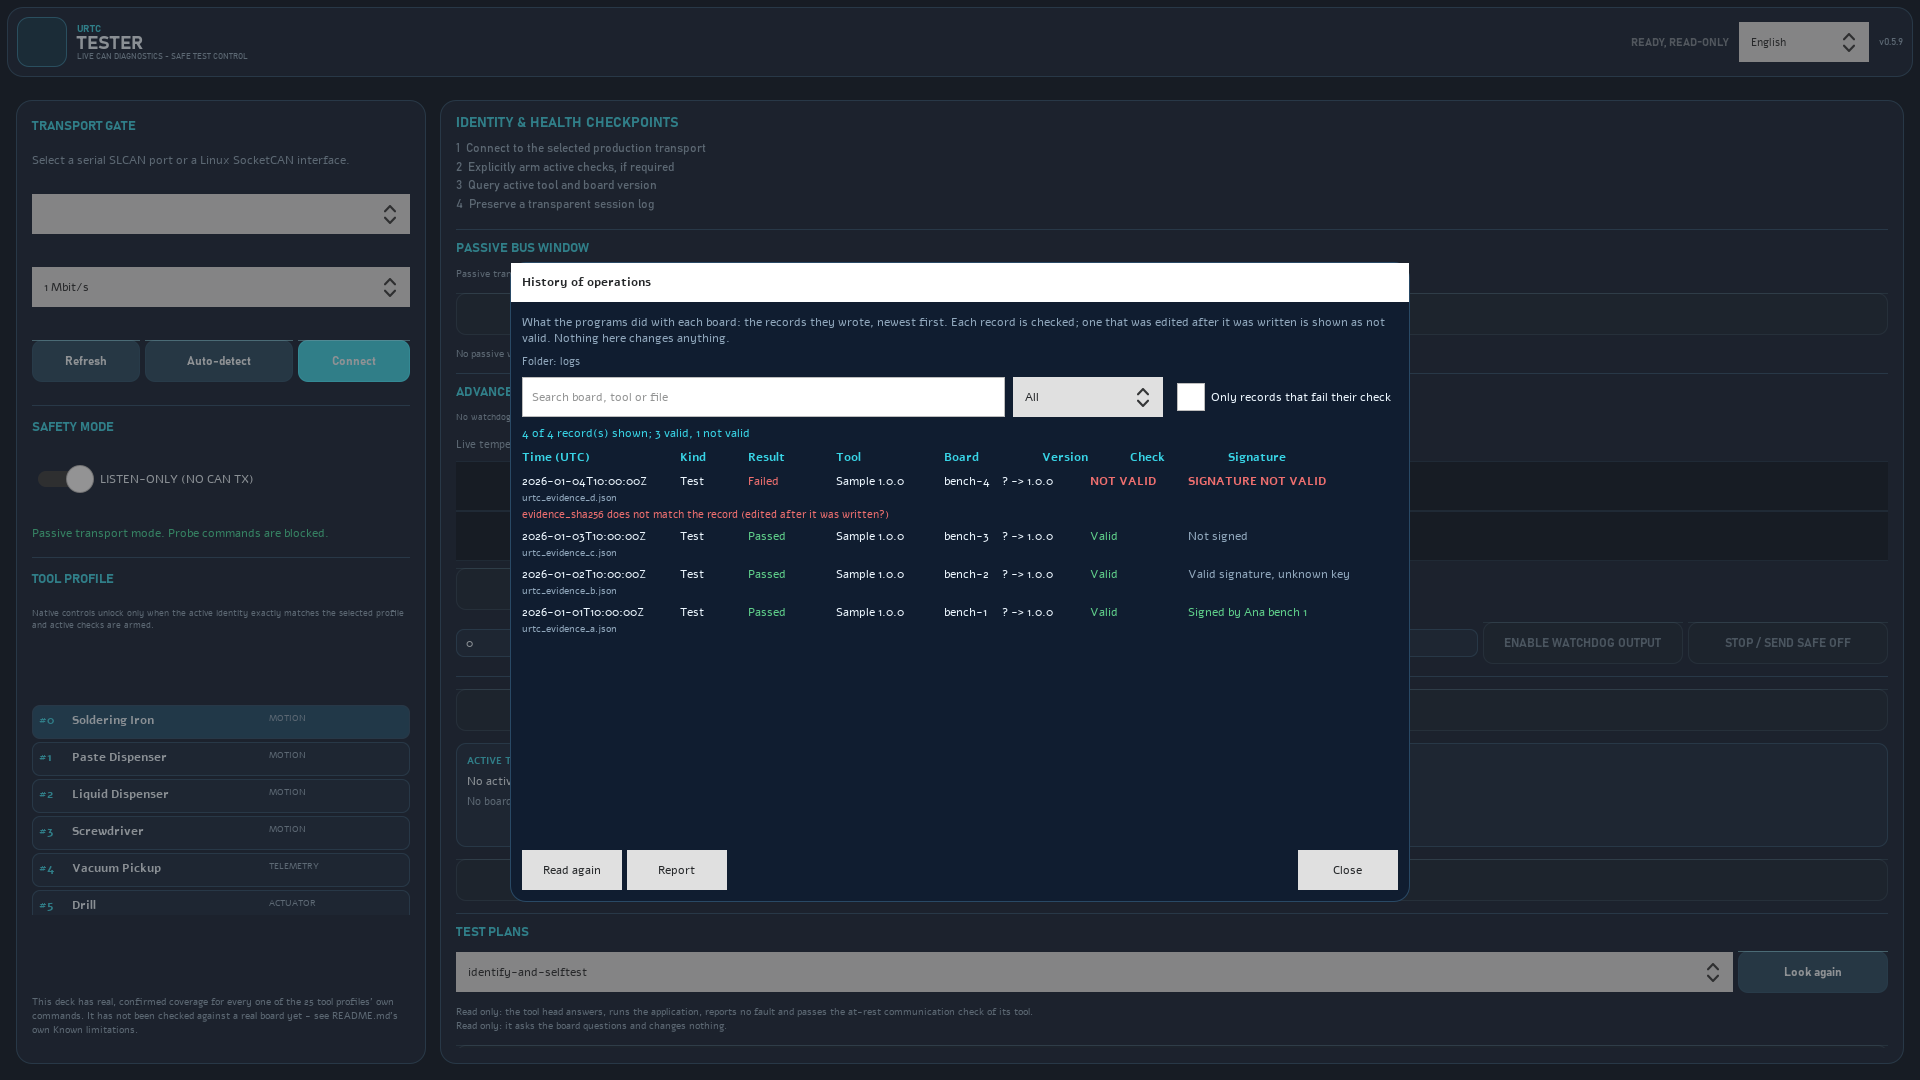 URTC
TESTER
LIVE CAN DIAGNOSTICS - SAFE TEST CONTROL
READY, READ-ONLY
English
v0.5.9
TRANSPORT GATE
Select a serial SLCAN port or a Linux SocketCAN interface.
1 Mbit/s
Refresh
Auto-detect
Connect
SAFETY MODE
LISTEN-ONLY (NO CAN TX)
Passive transport mode. Probe commands are blocked.
TOOL PROFILE
Native controls unlock only when the active identity exactly matches the selected profile
and active checks are armed.
#0 Soldering Iron MOTION
#1 Paste Dispenser MOTION
#2 Liquid Dispenser MOTION
#3 Screwdriver MOTION
#4 Vacuum Pickup TELEMETRY
#5 Drill ACTUATOR
This deck has real, confirmed coverage for every one of the 25 tool profiles' own
commands. It has not been checked against a real board yet - see README.md's
own Known limitations.
IDENTITY & HEALTH CHECKPOINTS
1 Connect to the selected production transport
2 Explicitly arm active checks, if required
3 Query active tool and board version
4 Preserve a transparent session log
PASSIVE BUS WINDOW
Passive
No passive
No watchdog
Live
0
ENABLE WATCHDOG OUTPUT
STOP / SEND SAFE OFF
ACTIVE
No
No board
History of operations
What the programs did with each board: the records they wrote, newest first. Each record is checked; one that was edited after it was written is shown as not
valid. Nothing here changes anything.
Folder: logs
Search board, tool or file
All
Only records that fail their check
4 of 4 record(s) shown; 3 valid, 1 not valid
Time (UTC) Kind Result Tool Board Version Check Signature
2026-01-04T10:00:00Z Test Failed Sample 1.0.0 bench-4 ? -> 1.0.0 NOT VALID SIGNATURE NOT VALID
urtc_evidence_d.json
evidence_sha256 does not match the record (edited after it was written?)
2026-01-03T10:00:00Z Test Passed Sample 1.0.0 bench-3 ? -> 1.0.0 Valid Not signed
urtc_evidence_c.json
2026-01-02T10:00:00Z Test Passed Sample 1.0.0 bench-2 ? -> 1.0.0 Valid Valid signature, unknown key
urtc_evidence_b.json
2026-01-01T10:00:00Z Test Passed Sample 1.0.0 bench-1 ? -> 1.0.0 Valid Signed by Ana bench 1
urtc_evidence_a.json
Read again
Report
Close
TEST PLANS
identify-and-selftest
Look again
Read only: the tool head answers, runs the application, reports no fault and passes the at-rest communication check of its tool.
Read only: it asks the board questions and changes nothing.